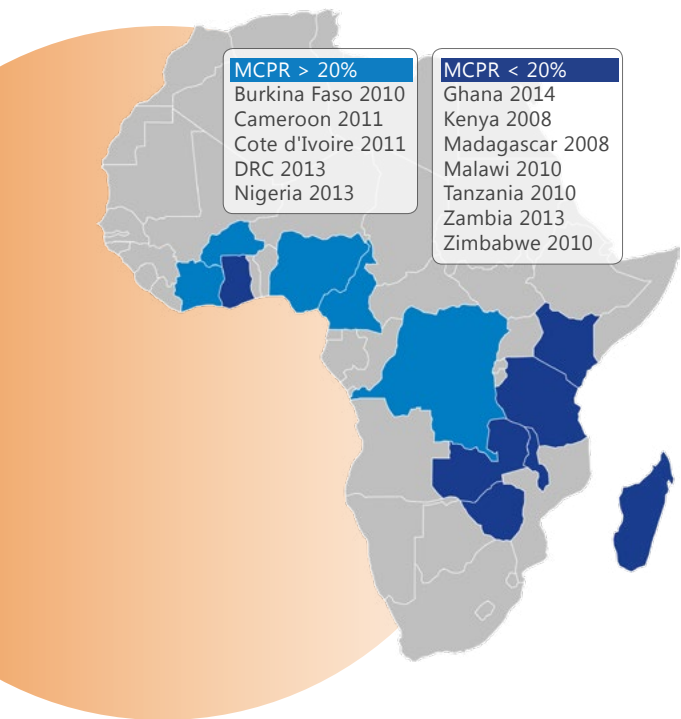 MCPR > 20%
Burkina Faso 2010
Cameroon 2011
Cote d'Ivoire 2011
DRC 2013
Nigeria 2013
MCPR < 20%
Ghana 2014
Kenya 2008
Madagascar 2008
Malawi 2010
Tanzania 2010
Zambia 2013
Zimbabwe 2010